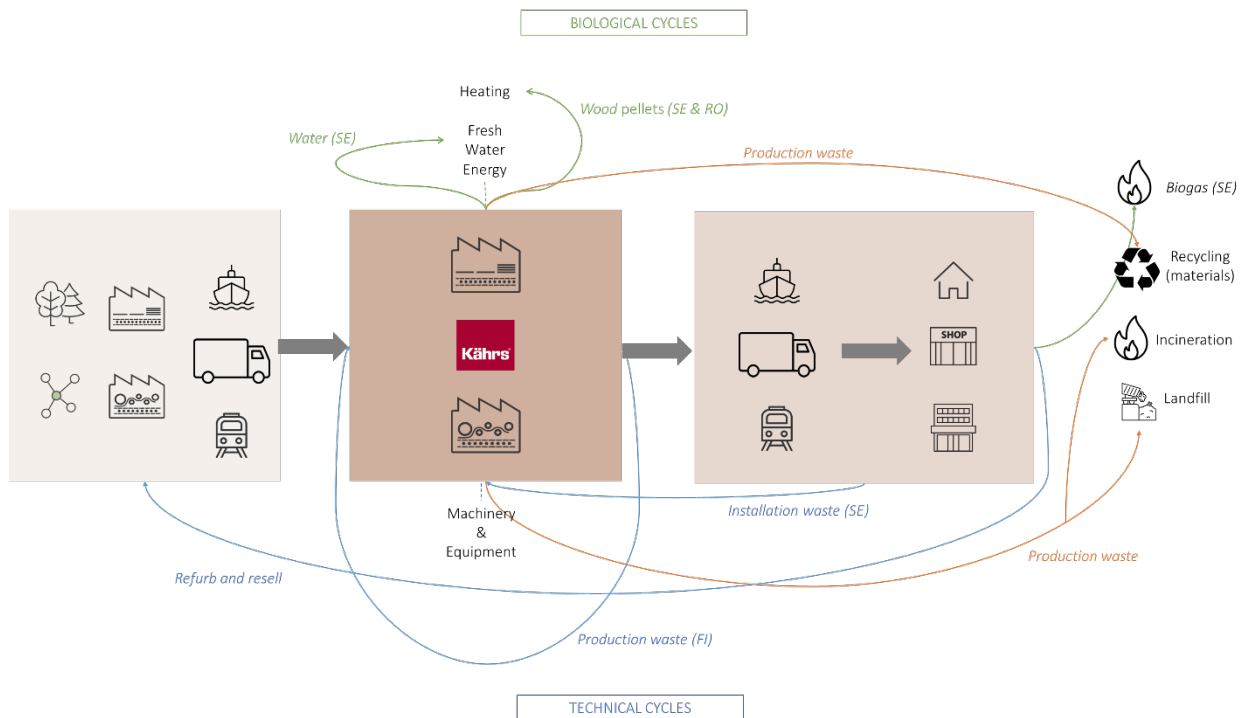 BIOLOGICAL CYCLES
Heating
Wood pellets (SE & RO)
Water (SE)
Fresh
Water
Energy
Production waste
Biogas (SE)
Recycling
(materials)
Kährs
SHOP
Incineration
Landfill
Machinery
&
Equipment
Installation waste (SE)
Production waste
Refurb and resell
Production waste (FI)
TECHNICAL CYCLES